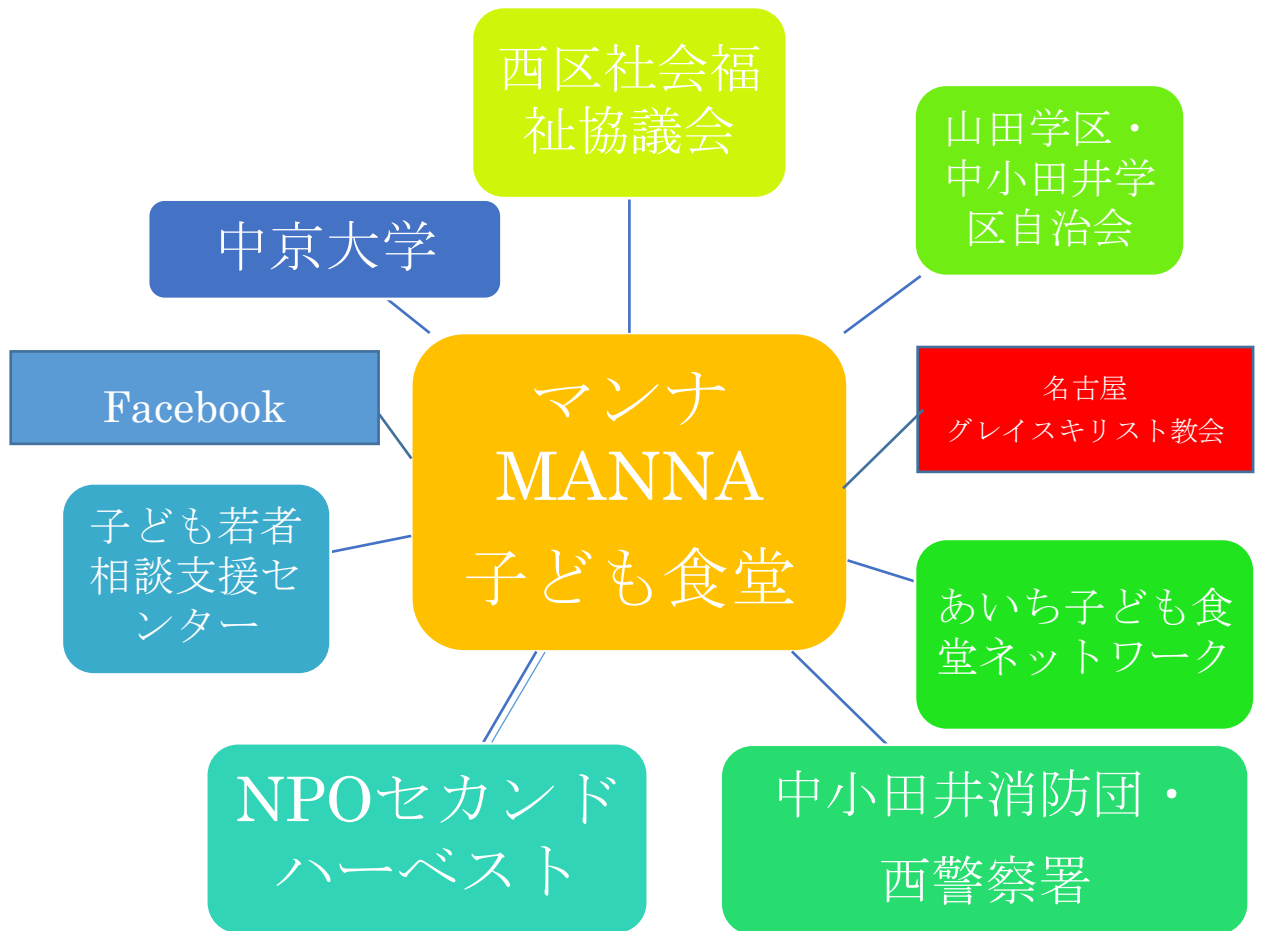 西区社会福
祉協議会
山田学区・
中小田井学
区自治会
中京大学
名古屋
グレイスキリスト教会
Facebook
マンナ
MANNA
子ども食堂
子ども若者
相談支援セ
ンター
あいち子ども食
堂ネットワーク
NPOセカンド
ハーベスト
中小田井消防団・
西警察署